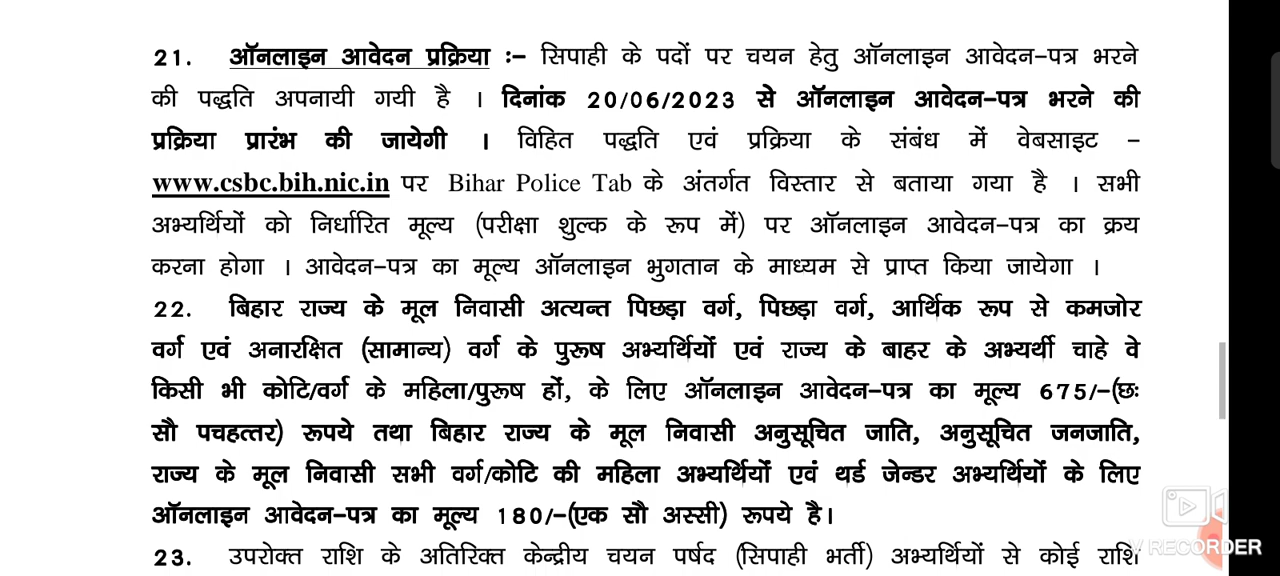 21. ऑनलाइन आवेदन प्रक्रिया :– सिपाही के पदों पर चयन हेतु ऑनलाइन आवेदन–पत्र भरने
की पद्धति अपनायी गयी है । दिनांक 20/06/2023 से ऑनलाइन आवेदन–पत्र भरने की
प्रक्रिया प्रारंभ की जायेगी । विहित पद्धति एवं प्रक्रिया के संबंध में वेबसाइट –
www.csbc.bih.nic.in पर Bihar Police Tab के अंतर्गत विस्तार से बताया गया है । सभी
अभ्यर्थियों को निर्धारित मूल्य (परीक्षा शुल्क के रूप में) पर ऑनलाइन आवेदन–पत्र का क्रय
करना होगा । आवेदन–पत्र का मूल्य ऑनलाइन भुगतान के माध्यम से प्राप्त किया जायेगा ।
22. बिहार राज्य के मूल निवासी अत्यन्त पिछड़ा वर्ग, पिछड़ा वर्ग, आर्थिक रूप से कमजोर
वर्ग एवं अनारक्षित (सामान्य) वर्ग के पुरूष अभ्यर्थियों एवं राज्य के बाहर के अभ्यर्थी चाहे वे
किसी भी कोटि/वर्ग के महिला/पुरूष हों, के लिए ऑनलाइन आवेदन–पत्र का मूल्य 675/–(छः
सौ पचहत्तर) रूपये तथा बिहार राज्य के मूल निवासी अनुसूचित जाति, अनुसूचित जनजाति,
राज्य के मूल निवासी सभी वर्ग/कोटि की महिला अभ्यर्थियों एवं थर्ड जेन्डर अभ्यर्थियों के लिए
ऑनलाइन आवेदन–पत्र का मूल्य 180/–(एक सौ अस्सी) रूपये है।
23. उपरोक्त राशि के अतिरिक्त केन्द्रीय चयन पर्षद (सिपाही भर्ती) अभ्यर्थियों से कोई राशि
V RECORDER